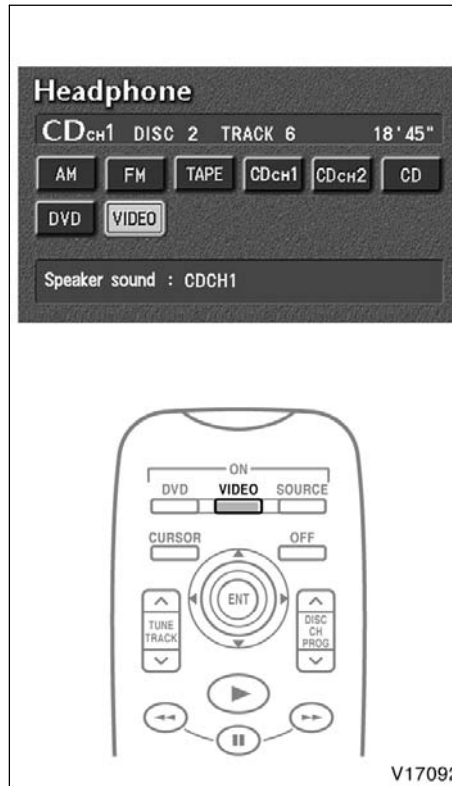 Headphone
CDCH1 DISC 2 TRACK 6 18'45"
AM FM TAPE CDCH1 CDCH2 CD
DVD VIDEO
Speaker sound : CDCH1
ON
DVD VIDEO SOURCE
CURSOR OFF
ENT
TUNE
TRACK
DISC
CH
PROG
V17092